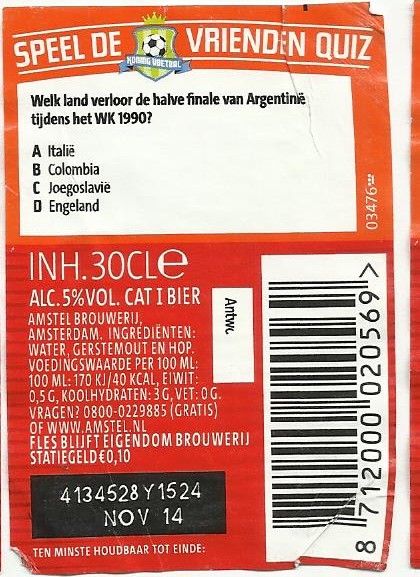 SPEEL DE VRIENDEN QUIZ
KONING VOETBAL
Welk land verloor de halve finale van Argentinië
tijdens het WK 1990?
A Italië
B Colombia
C Joegoslavië
D Engeland
03476
INH.30CLe
ALC.5%VOL. CAT I BIER
AMSTEL BROUWERIJ,
AMSTERDAM. INGREDIËNTEN:
WATER, GERSTEMOUT EN HOP.
VOEDINGSWAARDE PER 100 ML:
100 ML: 170 KJ/40 KCAL, EIWIT:
0,5 G, KOOLHYDRATEN: 3 G, VET: 0 G.
VRAGEN? 0800-0229885 (GRATIS)
OF WWW.AMSTEL.NL
FLES BLIJFT EIGENDOM BROUWERIJ
STATIEGELD €0,10
Antwo
4134528Y1524
NOV 14
TEN MINSTE HOUDBAAR TOT EINDE:
8 712000 020569 >